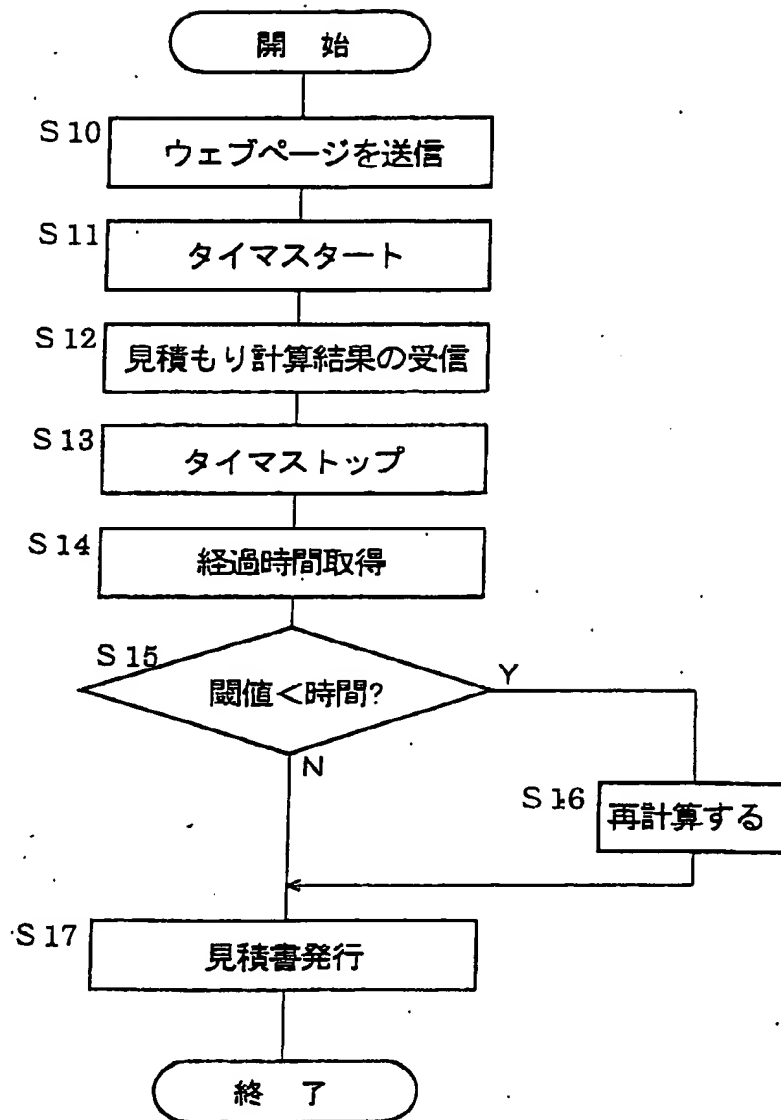 開 始
S10
ウェブページを送信
S11
タイマスタート
S12
見積もり計算結果の受信
S13
タイマストップ
S14
経過時間取得
S15
閾値<時間?
Y
N
S16
再計算する
S17
見積書発行
終 了